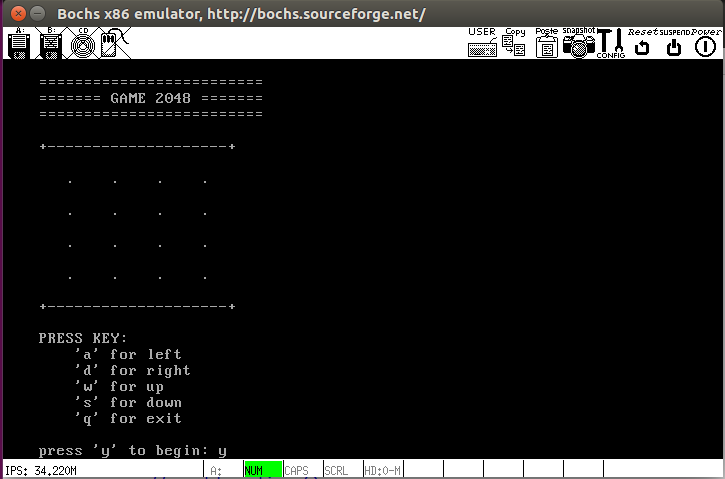 Bochs x86 emulator, http://bochs.sourceforge.net/
A: B: CD USER Copy Paste snapshot CONFIG Reset SUSPEND Power
=========================
======= GAME 2048 =======
=========================
+--------------------+
. . . .
. . . .
. . . .
. . . .
+--------------------+
PRESS KEY:
'a' for left
'd' for right
'w' for up
's' for down
'q' for exit
press 'y' to begin: y
IPS: 34.220M A: NUM CAPS SCRL HD:0-M